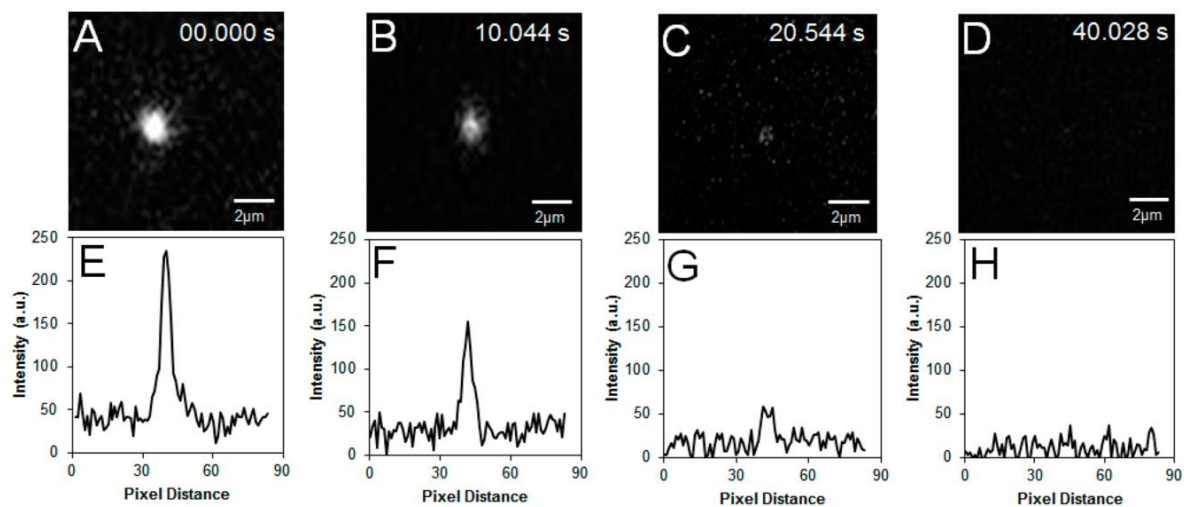 A 00.000 s
2µm
B 10.044 s
2µm
C 20.544 s
2µm
D 40.028 s
2µm
E
Intensity (a.u.)
250
200
150
100
50
0
0 30 60 90
Pixel Distance
F
Intensity (a.u.)
250
200
150
100
50
0
0 30 60 90
Pixel Distance
G
Intensity (a.u.)
250
200
150
100
50
0
0 30 60 90
Pixel Distance
H
Intensity (a.u.)
250
200
150
100
50
0
0 30 60 90
Pixel Distance